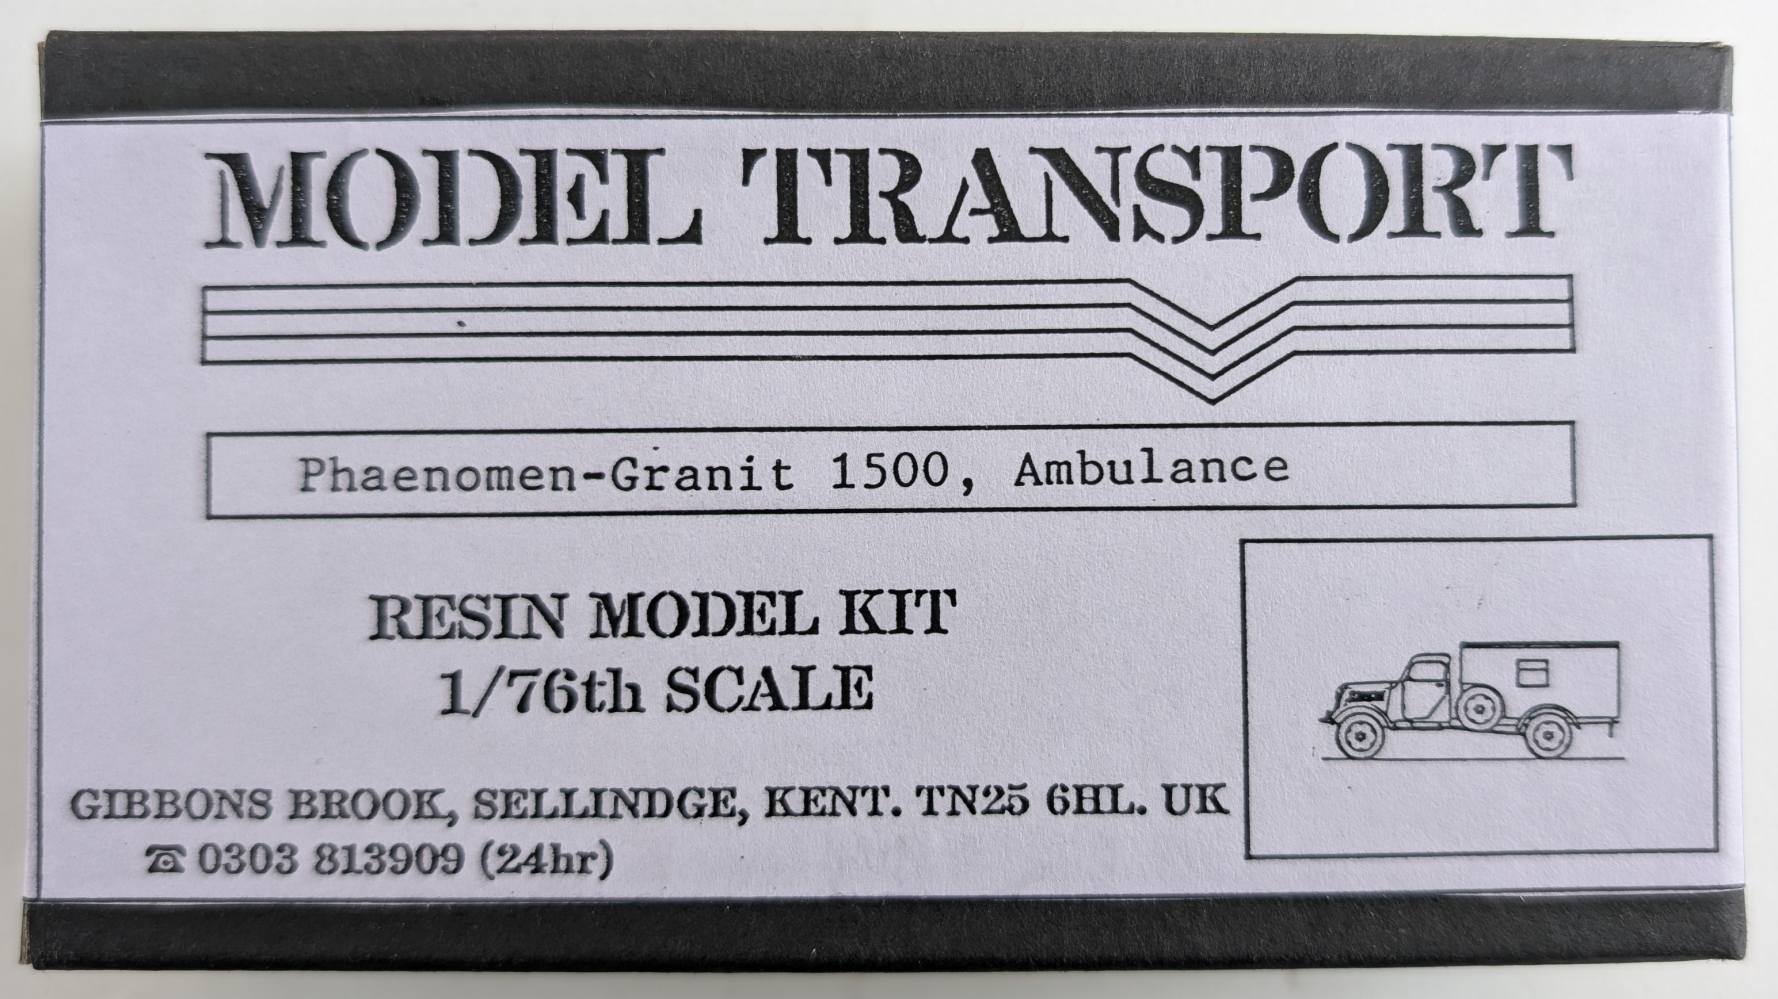 MODEL TRANSPORT
Phaenomen-Granit 1500, Ambulance
RESIN MODEL KIT
1/76th SCALE
GIBBONS BROOK, SELLINDGE, KENT. TN25 6HL. UK
☎ 0303 813909 (24hr)